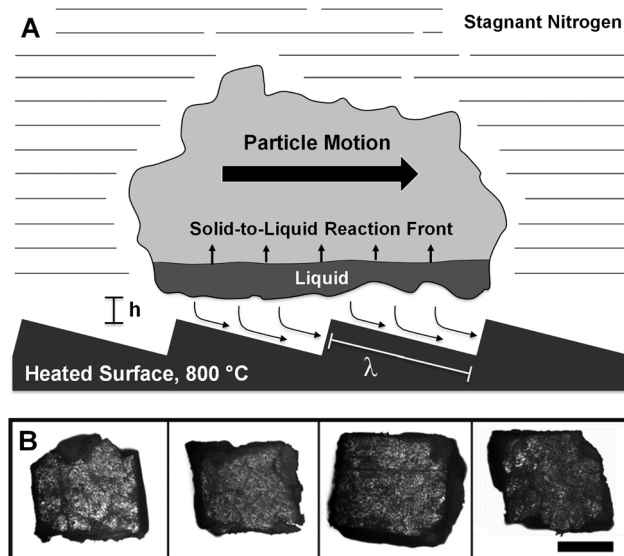 A
Stagnant Nitrogen
Particle Motion
Solid-to-Liquid Reaction Front
Liquid
h
λ
Heated Surface, 800 °C
B